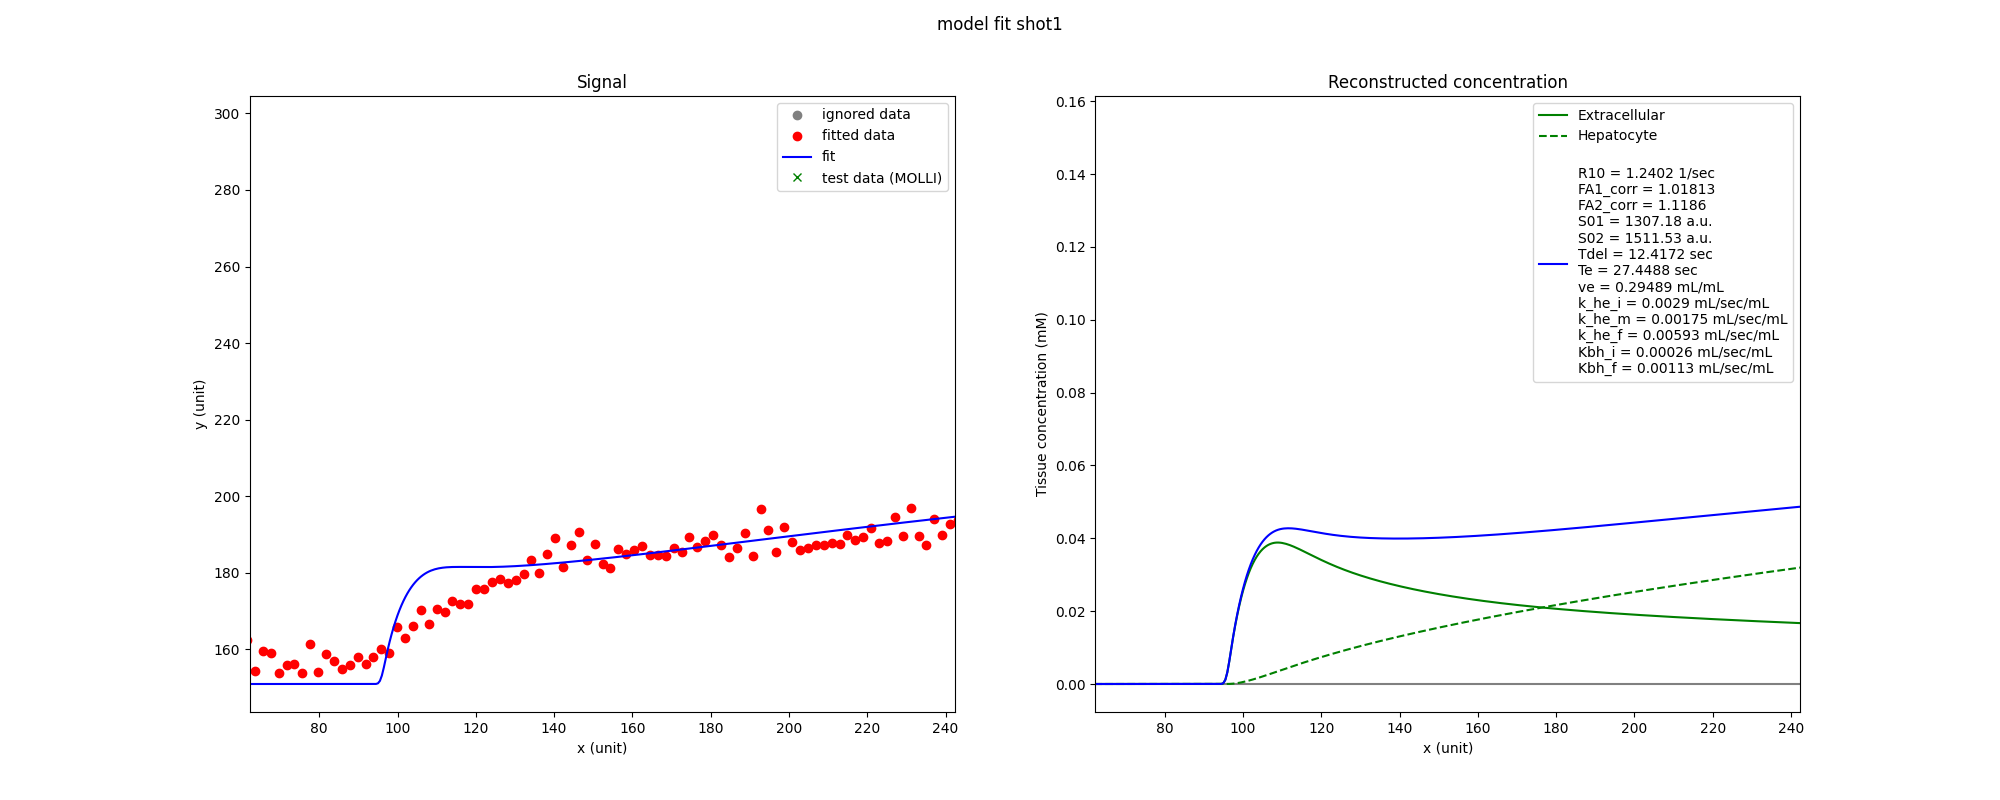 model fit shot1
Signal
300
280
260
240
220
200
180
160
y (unit)
80 100 120 140 160 180 200 220 240
x (unit)
ignored data
fitted data
fit
test data (MOLLI)
Reconstructed concentration
0.16
0.14
0.12
0.10
0.08
0.06
0.04
0.02
0.00
Tissue concentration (mM)
80 100 120 140 160 180 200 220 240
x (unit)
Extracellular
Hepatocyte
R10 = 1.2402 1/sec
FA1_corr = 1.01813
FA2_corr = 1.1186
S01 = 1307.18 a.u.
S02 = 1511.53 a.u.
Tdel = 12.4172 sec
Te = 27.4488 sec
ve = 0.29489 mL/mL
k_he_i = 0.0029 mL/sec/mL
k_he_m = 0.00175 mL/sec/mL
k_he_f = 0.00593 mL/sec/mL
Kbh_i = 0.00026 mL/sec/mL
Kbh_f = 0.00113 mL/sec/mL